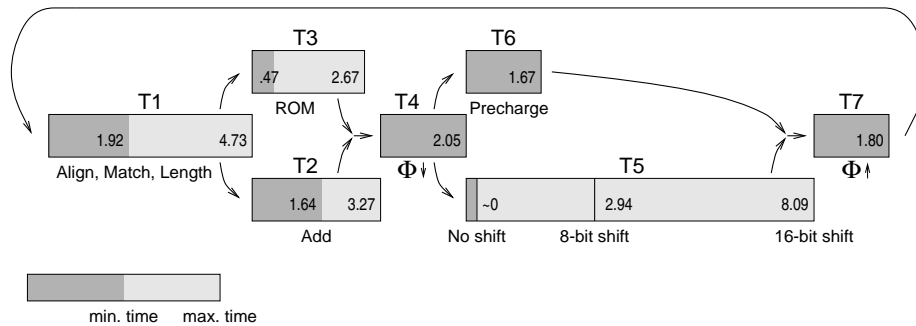 T3
T6
.47 2.67
1.67
T1
ROM
T4
Precharge
T7
1.92 4.73
2.05
1.80
Align, Match, Length
T2
Φ
T5
Φ
1.64 3.27
~0 2.94 8.09
Add
No shift 8-bit shift 16-bit shift
min. time max. time